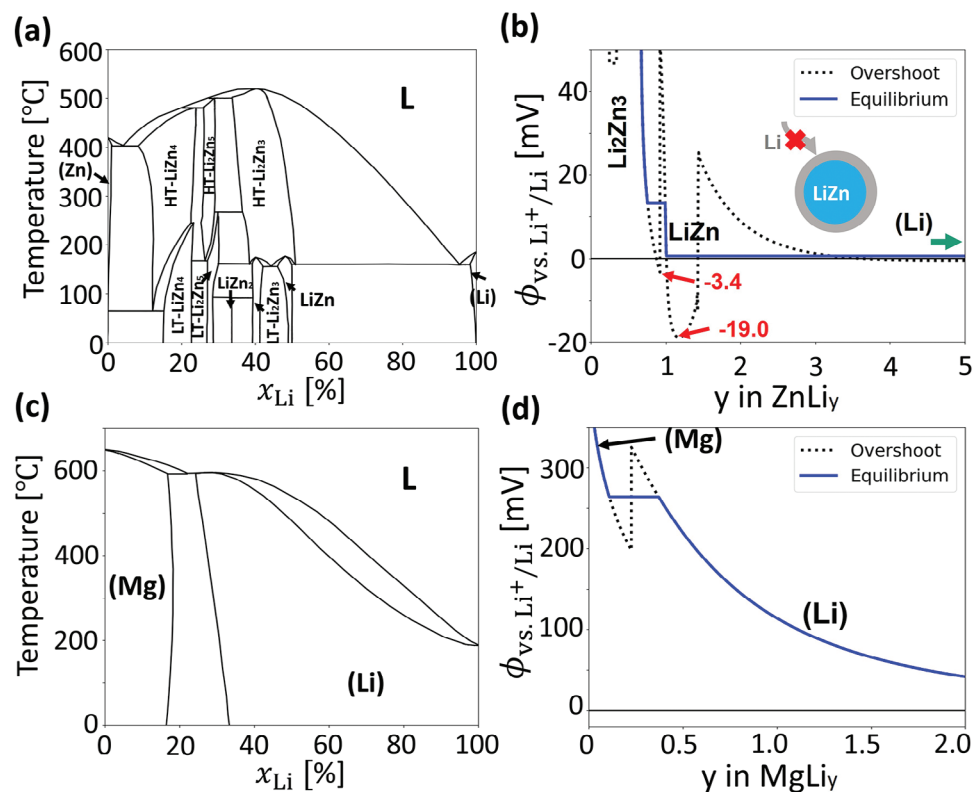 (a)
600
500
400
300
200
100
0
Temperature [°C]
L
(Zn)
HT-LiZn4
HT-Li2Zn5
HT-Li2Zn3
LT-LiZn4
LT-Li2Zn5
LiZn2
LT-Li2Zn3
LiZn
(Li)
0 20 40 60 80 100
xLi [%]
(b)
40
20
0
-20
ϕvs. Li+/Li [mV]
Overshoot
Equilibrium
Li2Zn3
Li
LiZn
LiZn
(Li)
-3.4
-19.0
0 1 2 3 4 5
y in ZnLiy
(c)
600
400
200
0
Temperature [°C]
L
(Mg)
(Li)
0 20 40 60 80 100
xLi [%]
(d)
300
200
100
0
ϕvs. Li+/Li [mV]
(Mg)
Overshoot
Equilibrium
(Li)
0 0.5 1.0 1.5 2.0
y in MgLiy